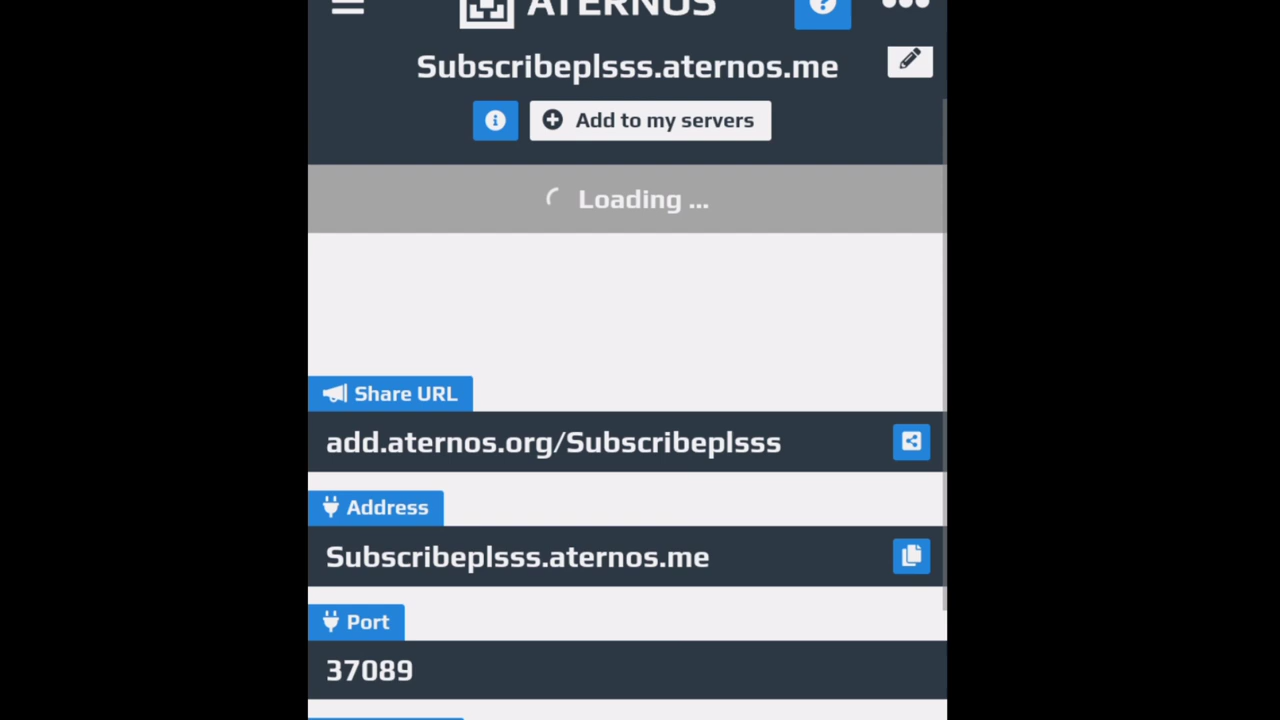 ATERNOS
Subscribeplsss.aternos.me
Add to my servers
Loading ...
Share URL
add.aternos.org/Subscribeplsss
Address
Subscribeplsss.aternos.me
Port
37089